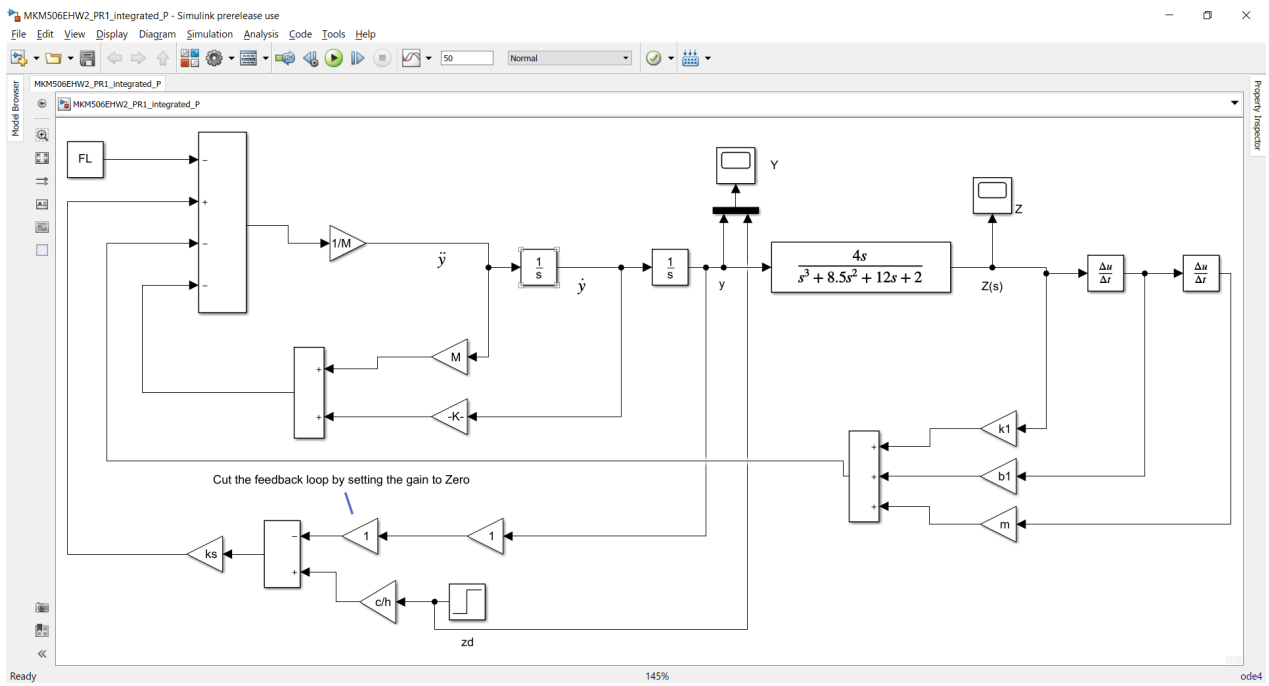 MKM506EHW2_PR1_integrated_P - Simulink prerelease use
File Edit View Display Diagram Simulation Analysis Code Tools Help
50 Normal
MKM506EHW2_PR1_integrated_P
MKM506EHW2_PR1_integrated_P
Model Browser
Property Inspector
FL
−
+
−
−
1/M
ÿ
1
s
ẏ
1
s
y
Y
4s
s³ + 8.5s² + 12s + 2
Z
Z(s)
Δu
Δt
Δu
Δt
M
+
+
-K-
k1
+
b1
+
m
+
Cut the feedback loop by setting the gain to Zero
−
1
1
ks
+
c/h
zd
Ready 145% ode4